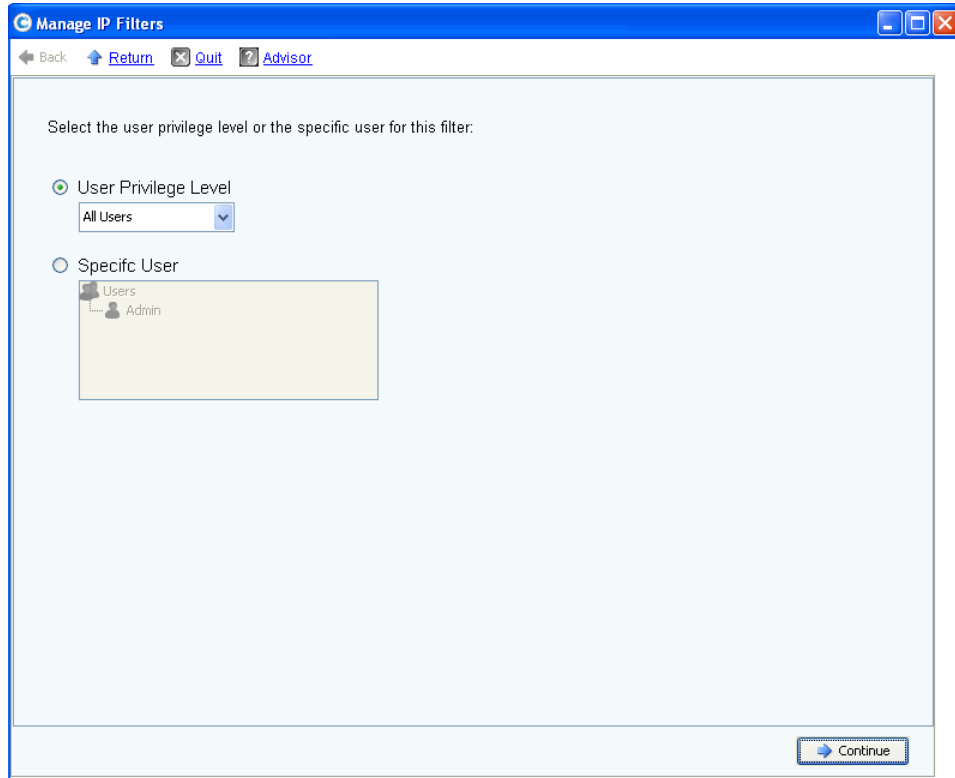 Manage IP Filters
Back Return Quit Advisor
Select the user privilege level or the specific user for this filter:
User Privilege Level
All Users
Specifc User
Users
Admin
Continue